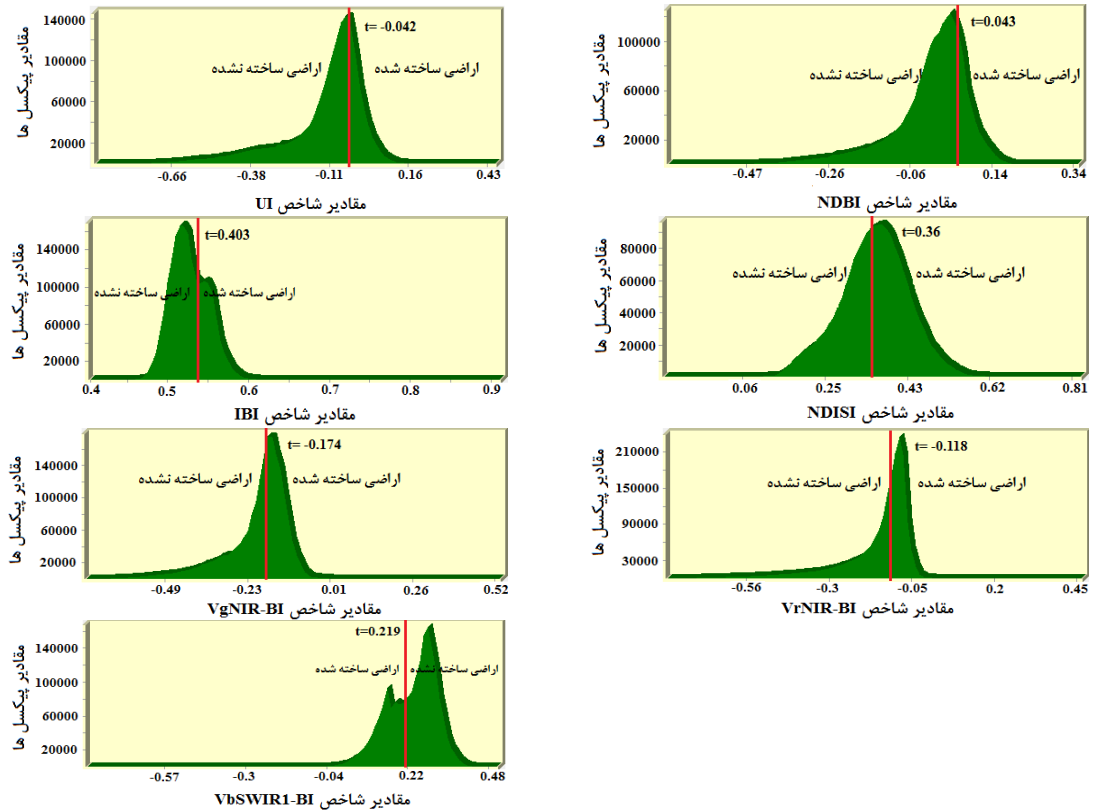 مقادیر پیکسل ها
140000
100000
60000
20000
t= -0.042
اراضی ساخته نشده
اراضی ساخته شده
-0.66 -0.38 -0.11 0.16 0.43
مقادیر شاخص UI
مقادیر پیکسل ها
100000
60000
20000
t=0.043
اراضی ساخته نشده
اراضی ساخته شده
-0.47 -0.26 -0.06 0.14 0.34
مقادیر شاخص NDBI
مقادیر پیکسل ها
140000
100000
60000
20000
t=0.403
اراضی ساخته نشده
اراضی ساخته شده
0.4 0.5 0.6 0.7 0.8 0.9
مقادیر شاخص IBI
مقادیر پیکسل ها
80000
60000
40000
20000
t=0.36
اراضی ساخته نشده
اراضی ساخته شده
0.06 0.25 0.43 0.62 0.81
مقادیر شاخص NDISI
مقادیر پیکسل ها
140000
100000
60000
20000
t= -0.174
اراضی ساخته نشده
اراضی ساخته شده
-0.49 -0.23 0.01 0.26 0.52
مقادیر شاخص VgNIR-BI
مقادیر پیکسل ها
210000
150000
90000
30000
t= -0.118
اراضی ساخته نشده
اراضی ساخته شده
-0.56 -0.3 -0.05 0.2 0.45
مقادیر شاخص VrNIR-BI
مقادیر پیکسل ها
140000
100000
60000
20000
t=0.219
اراضی ساخته شده
اراضی ساخته نشده
-0.57 -0.3 -0.04 0.22 0.48
مقادیر شاخص VbSWIR1-BI